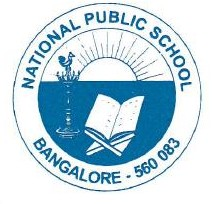 NATIONAL PUBLIC SCHOOL
BANGALORE - 560 083